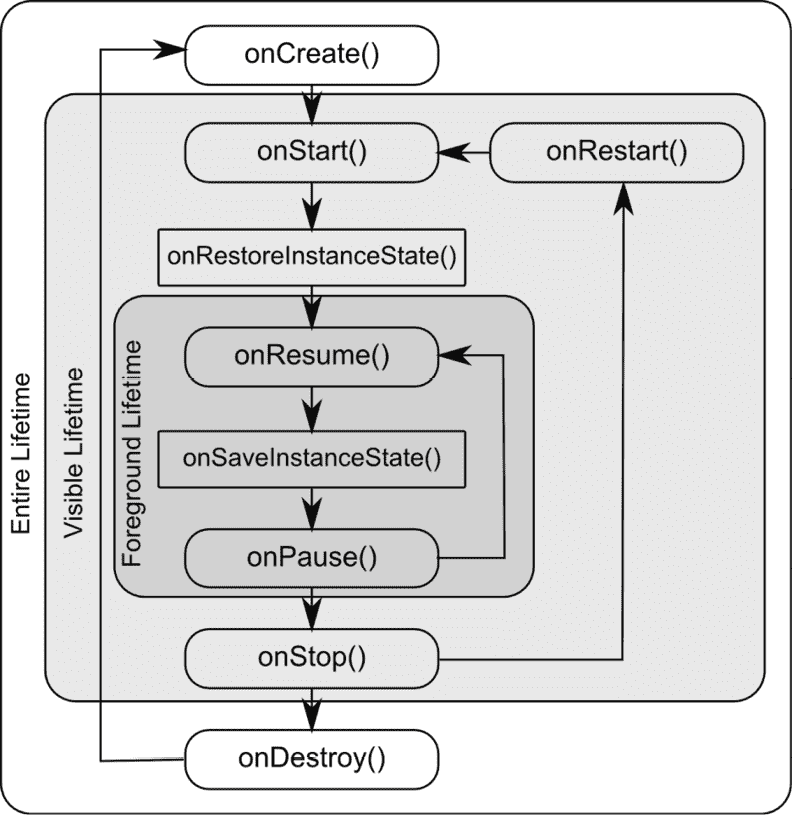 onCreate()
onStart()
onRestart()
onRestoreInstanceState()
onResume()
onSaveInstanceState()
onPause()
onStop()
onDestroy()
Entire Lifetime
Visible Lifetime
Foreground Lifetime